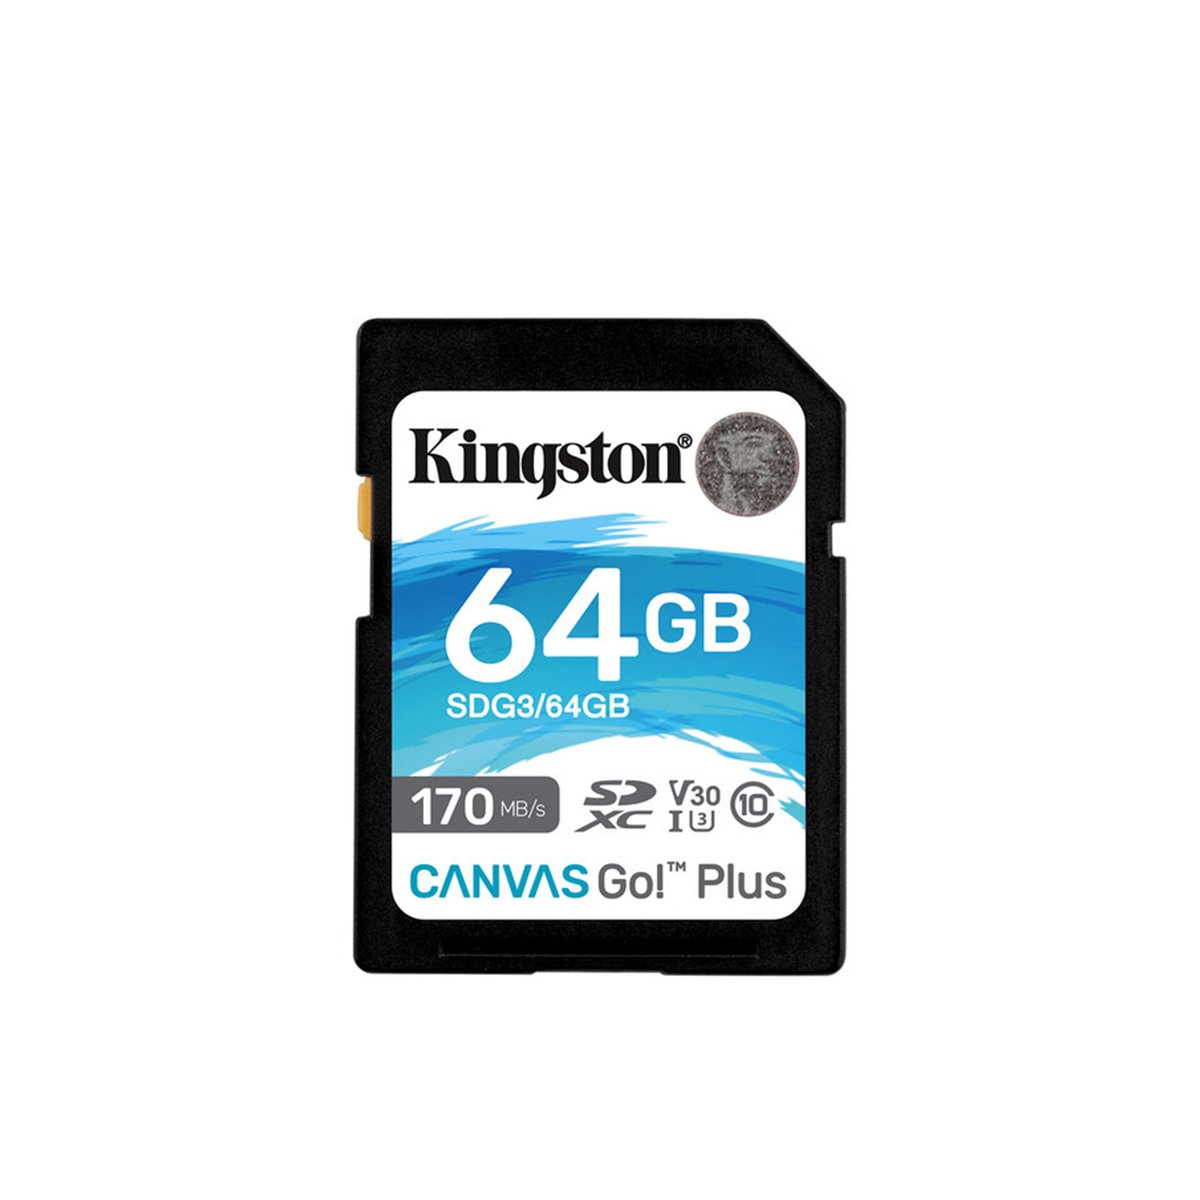 Kingston®
64GB
SDG3/64GB
170 MB/s SD XC V30 I U3 10
CANVAS Go!™ Plus